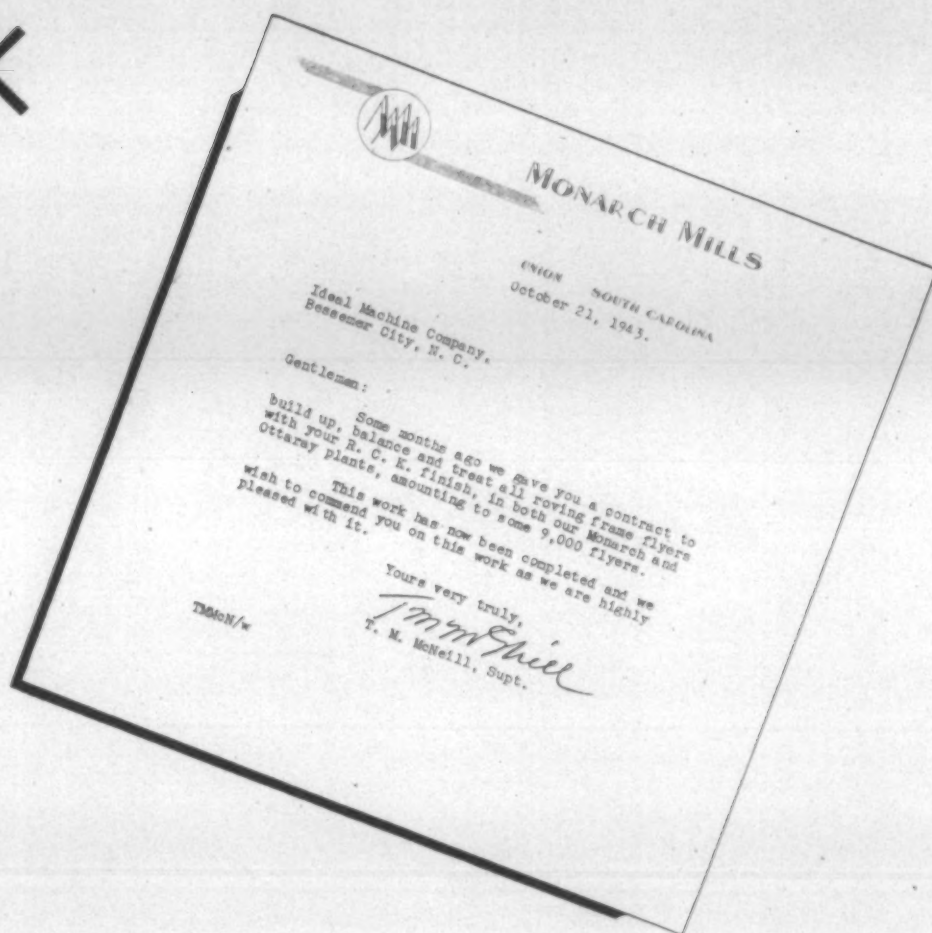 MONARCH MILLS
UNION SOUTH CAROLINA
October 21, 1943.
Ideal Machine Company,
Bessemer City, N. C.
Gentlemen:
Some months ago we gave you a contract to
build up, balance and treat all roving frame flyers
with your R. C. K. finish, in both our Monarch and
Ottaray plants, amounting to some 9,000 flyers.
This work has now been completed and we
wish to commend you on this work as we are highly
pleased with it.
Yours very truly,
T. M. McNeill, Supt.
TMMcN/w